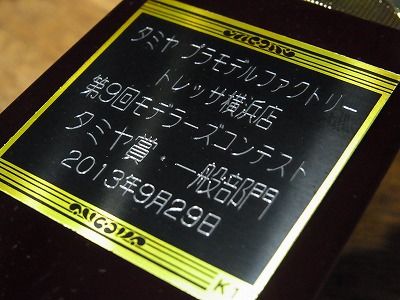 タミヤ プラモデルファクトリー
トレッサ横浜店
第9回モデラーズコンテスト
タミヤ賞・一般部門
2013年9月29日
K1